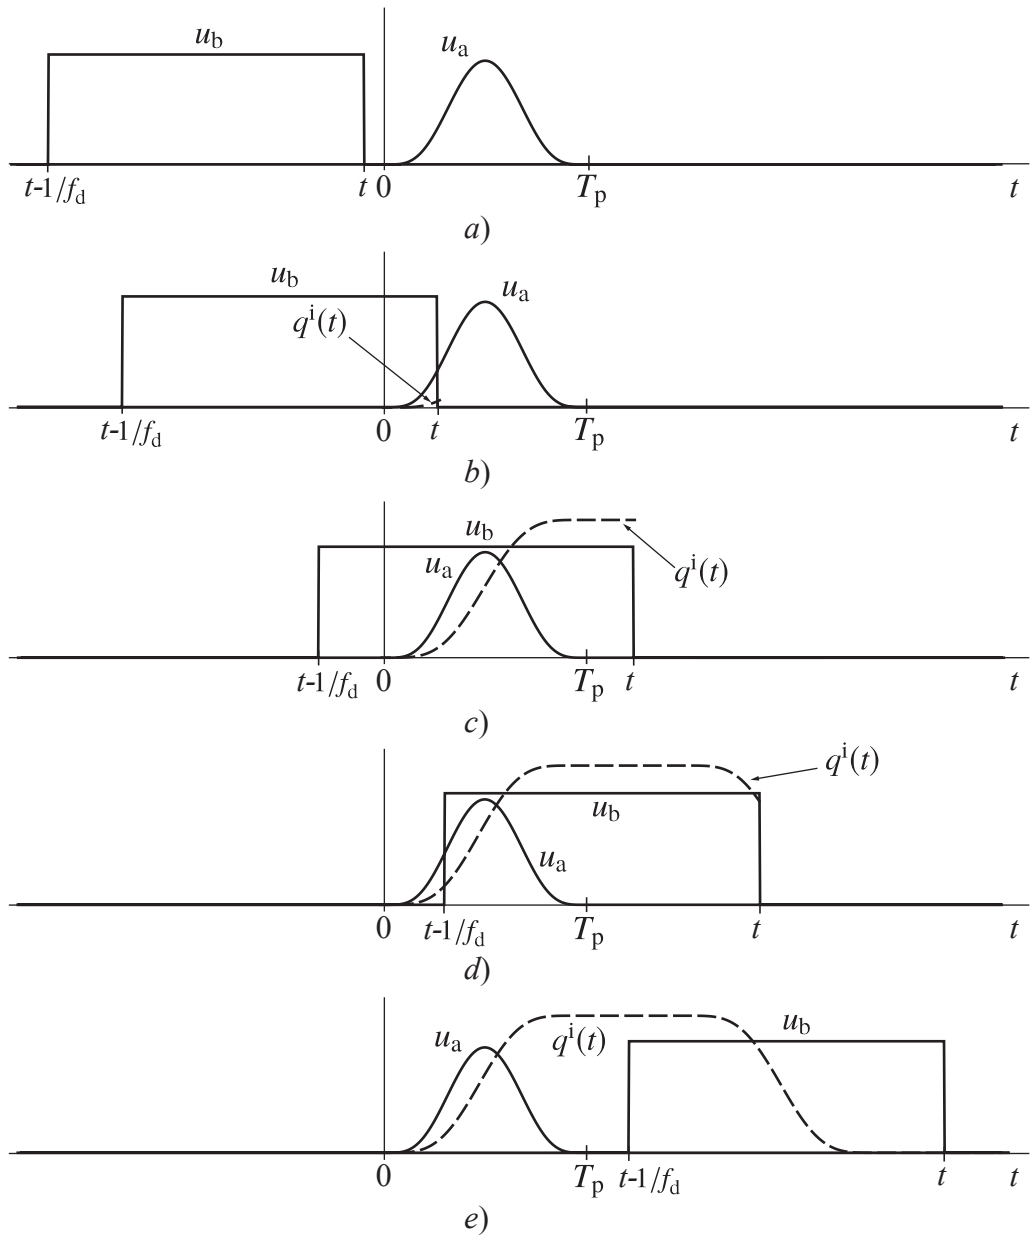 u_b
u_a
t-1/f_d t 0 T_p t
a)
u_b
u_a
q^i(t)
t-1/f_d 0 t T_p t
b)
u_b
u_a
q^i(t)
t-1/f_d 0 T_p t t
c)
q^i(t)
u_b
u_a
0 t-1/f_d T_p t t
d)
u_a
q^i(t)
u_b
0 T_p t-1/f_d t t
e)